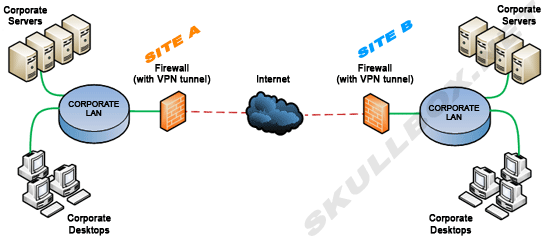 Corporate
Servers
SITE A
Firewall
(with VPN tunnel)
Internet
SITE B
Firewall
(with VPN tunnel)
Corporate
Servers
CORPORATE
LAN
CORPORATE
LAN
Corporate
Desktops
Corporate
Desktops